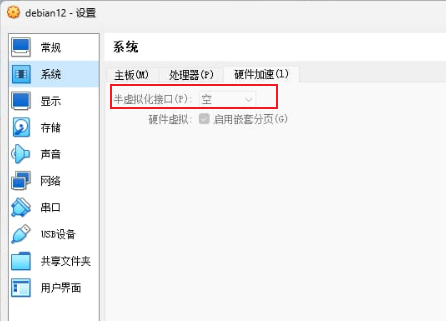 debian12 - 设置
常规
系统
显示
存储
声音
网络
串口
USB设备
共享文件夹
用户界面
系统
主板(M) 处理器(P) 硬件加速(l)
半虚拟化接口(P): 空
硬件虚拟: 启用嵌套分页(G)